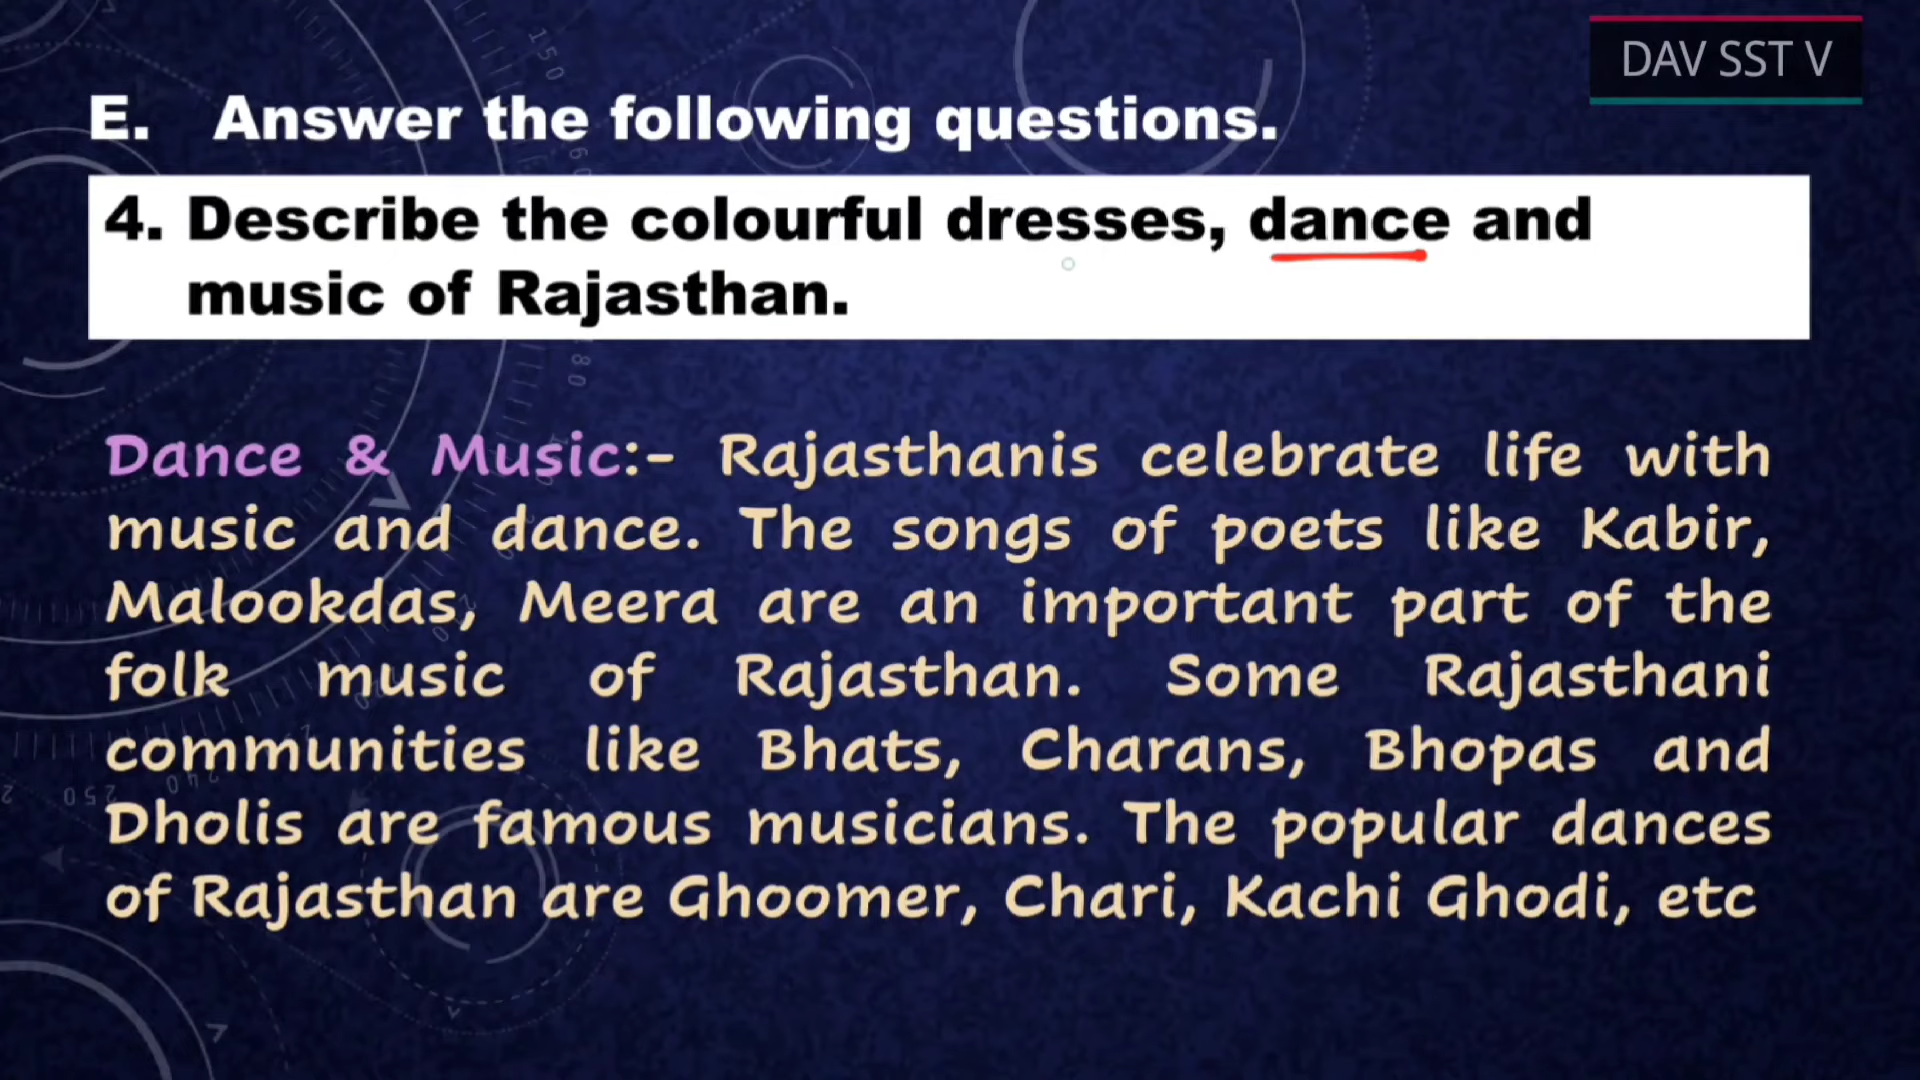 DAV SST V
E. Answer the following questions.
4. Describe the colourful dresses, dance and
music of Rajasthan.
Dance & Music:- Rajasthanis celebrate life with
music and dance. The songs of poets like Kabir,
Malookdas, Meera are an important part of the
folk music of Rajasthan. Some Rajasthani
communities like Bhats, Charans, Bhopas and
Dholis are famous musicians. The popular dances
of Rajasthan are Ghoomer, Chari, Kachi Ghodi, etc
150
250
240